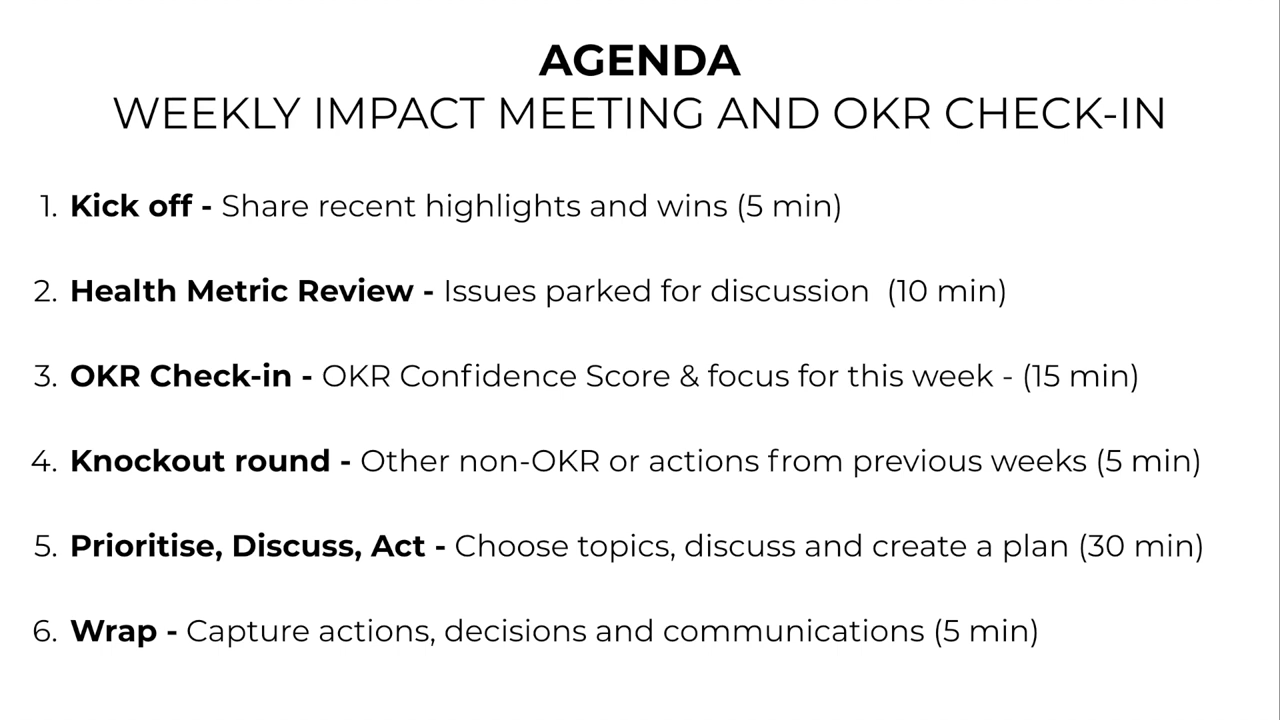 AGENDA
WEEKLY IMPACT MEETING AND OKR CHECK-IN
1. Kick off - Share recent highlights and wins (5 min)
2. Health Metric Review - Issues parked for discussion  (10 min)
3. OKR Check-in - OKR Confidence Score & focus for this week - (15 min)
4. Knockout round - Other non-OKR or actions from previous weeks (5 min)
5. Prioritise, Discuss, Act - Choose topics, discuss and create a plan (30 min)
6. Wrap - Capture actions, decisions and communications (5 min)